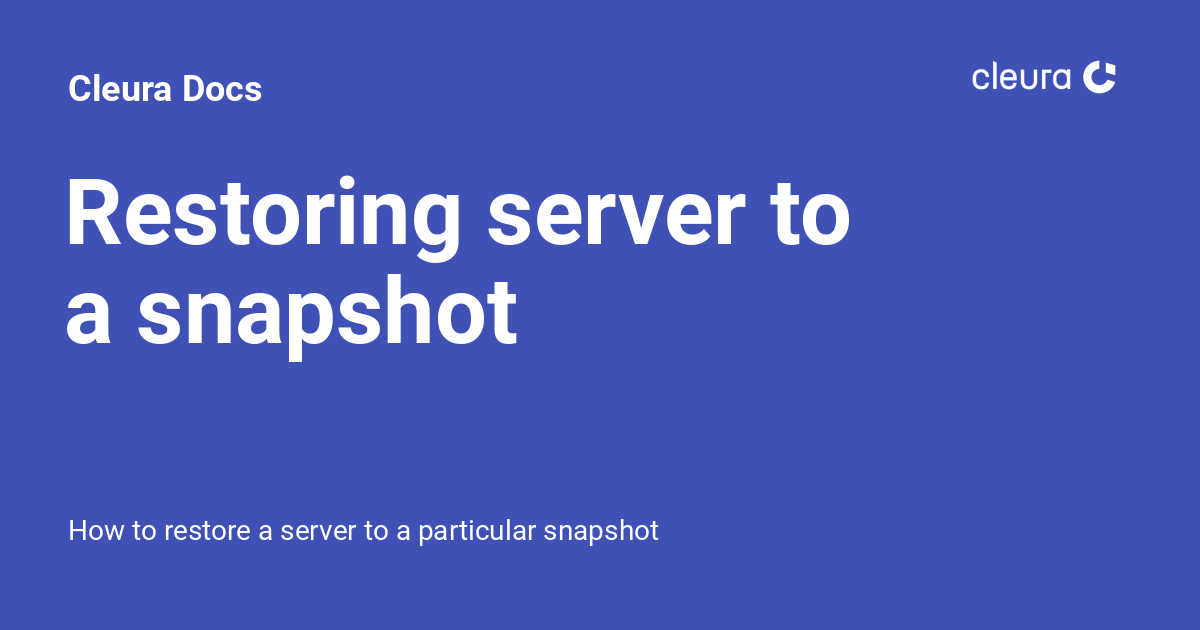 Cleura Docs
cleura
Restoring server to
a snapshot
How to restore a server to a particular snapshot